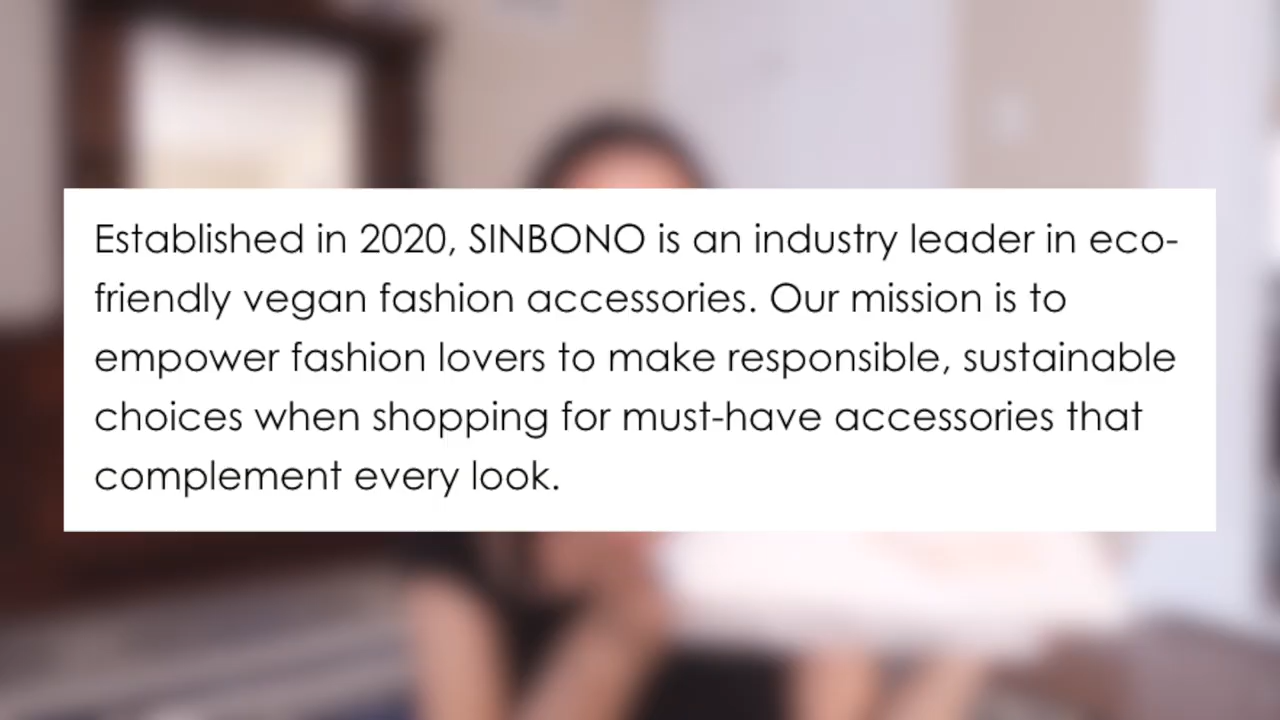 Established in 2020, SINBONO is an industry leader in eco-
friendly vegan fashion accessories. Our mission is to
empower fashion lovers to make responsible, sustainable
choices when shopping for must-have accessories that
complement every look.